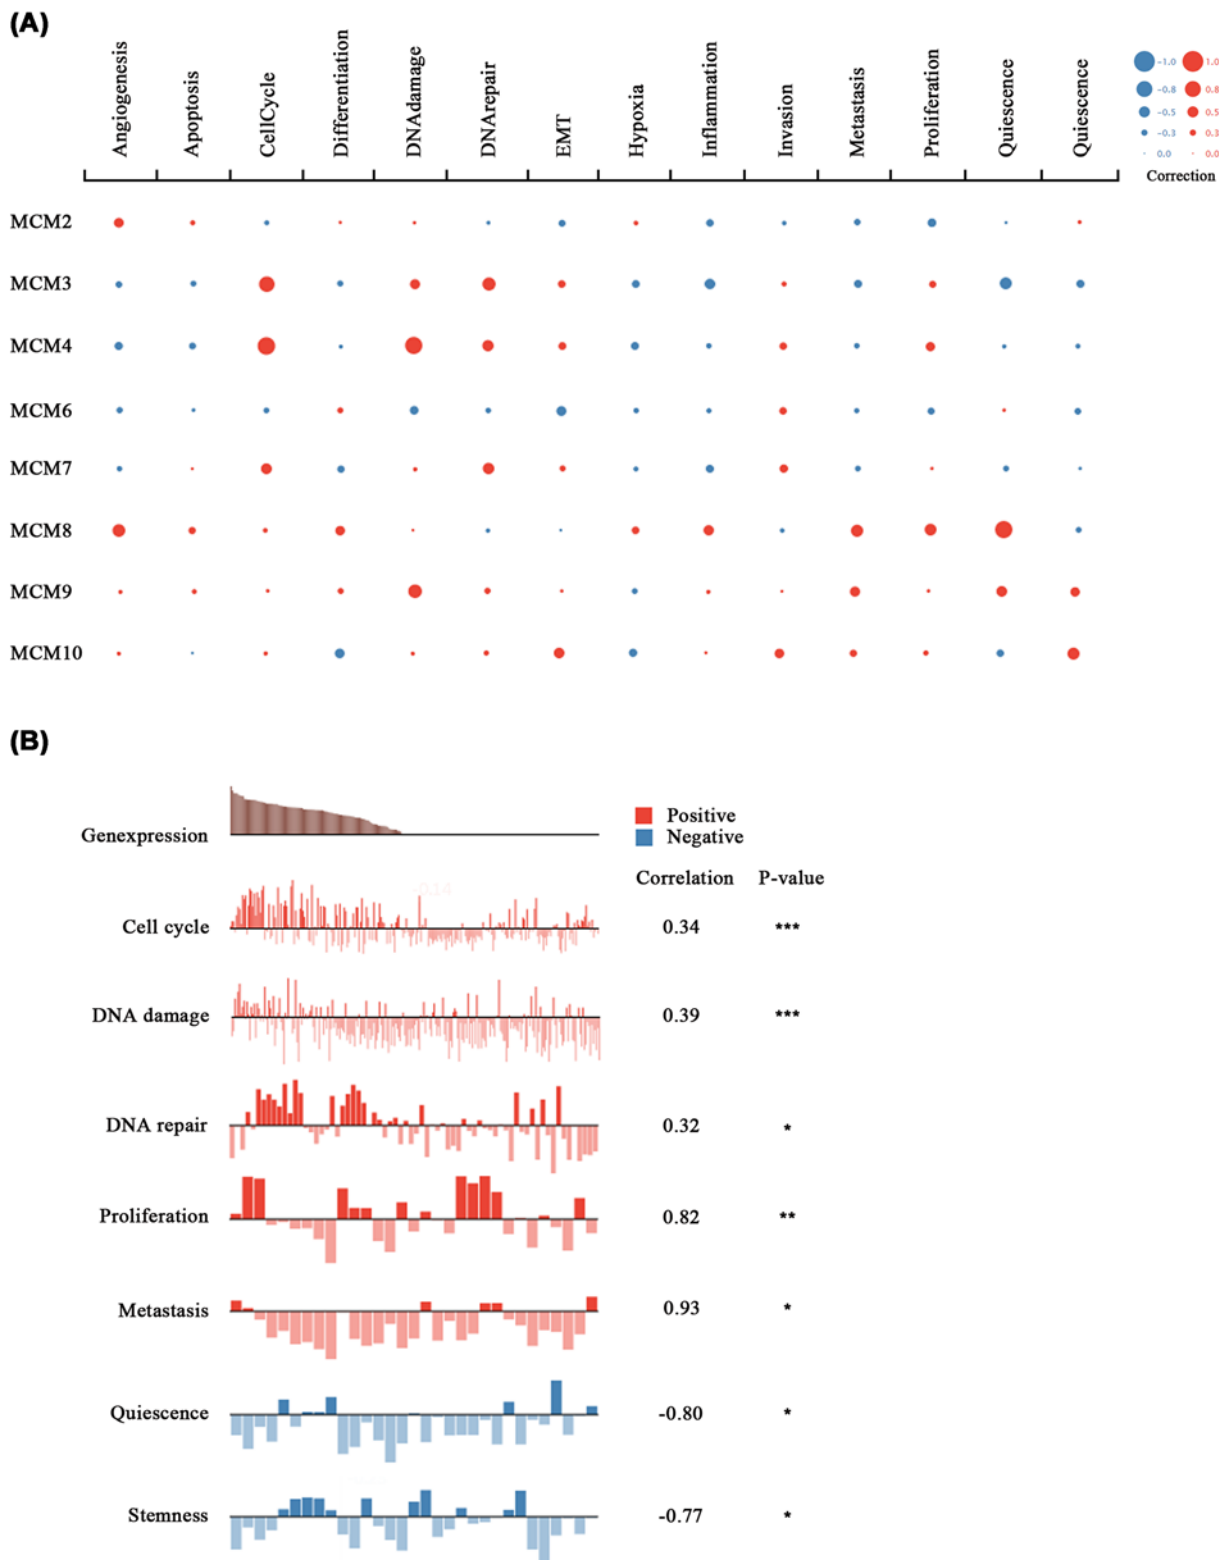 (A)
Angiogenesis
Apoptosis
CellCycle
Differentiation
DNAdamage
DNArepair
EMT
Hypoxia
Inflammation
Invasion
Metastasis
Proliferation
Quiescence
Quiescence
-1.0 1.0
-0.8 0.8
-0.5 0.5
-0.3 0.3
0.0 0.0
Correction
MCM2
MCM3
MCM4
MCM6
MCM7
MCM8
MCM9
MCM10
(B)
Genexpression
Positive
Negative
Correlation P-value
-0.14
Cell cycle 0.34 ***
DNA damage 0.39 ***
DNA repair 0.32 *
Proliferation 0.82 **
Metastasis 0.93 *
Quiescence -0.80 *
Stemness -0.77 *